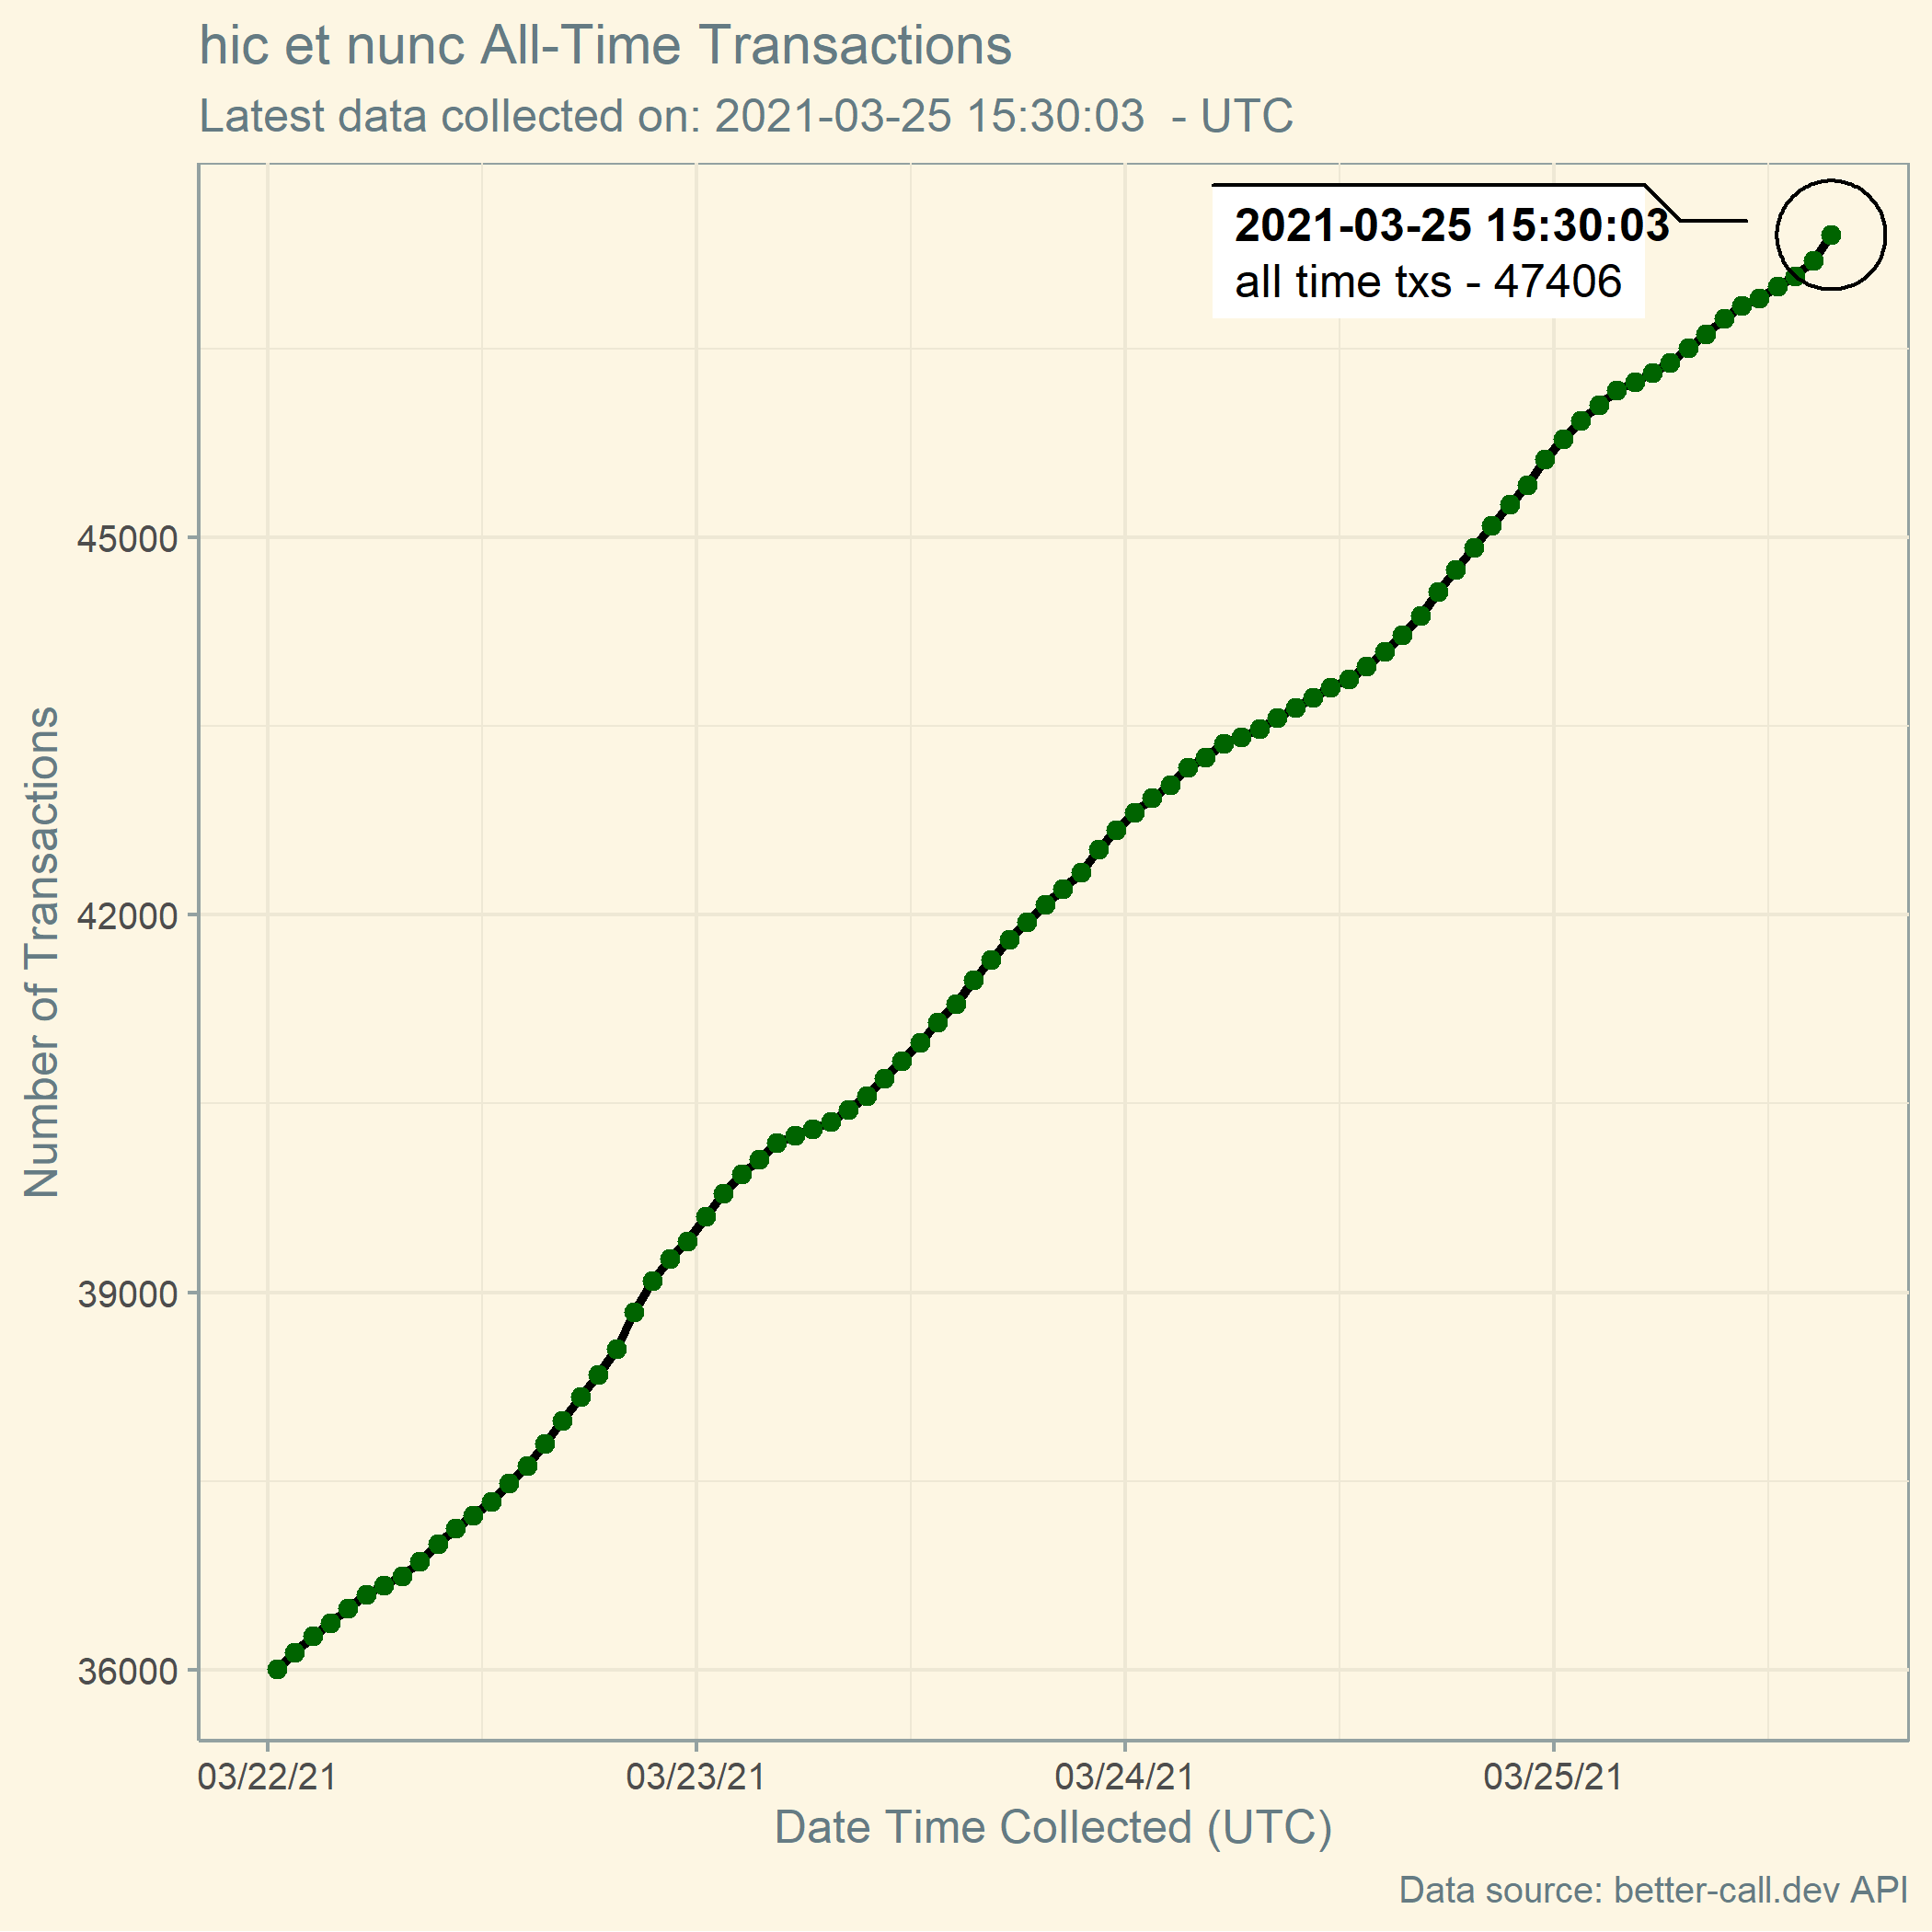 hic et nunc All-Time Transactions
Latest data collected on: 2021-03-25 15:30:03  - UTC
2021-03-25 15:30:03
all time txs - 47406
Number of Transactions
45000
42000
39000
36000
03/22/21
03/23/21
03/24/21
03/25/21
Date Time Collected (UTC)
Data source: better-call.dev API